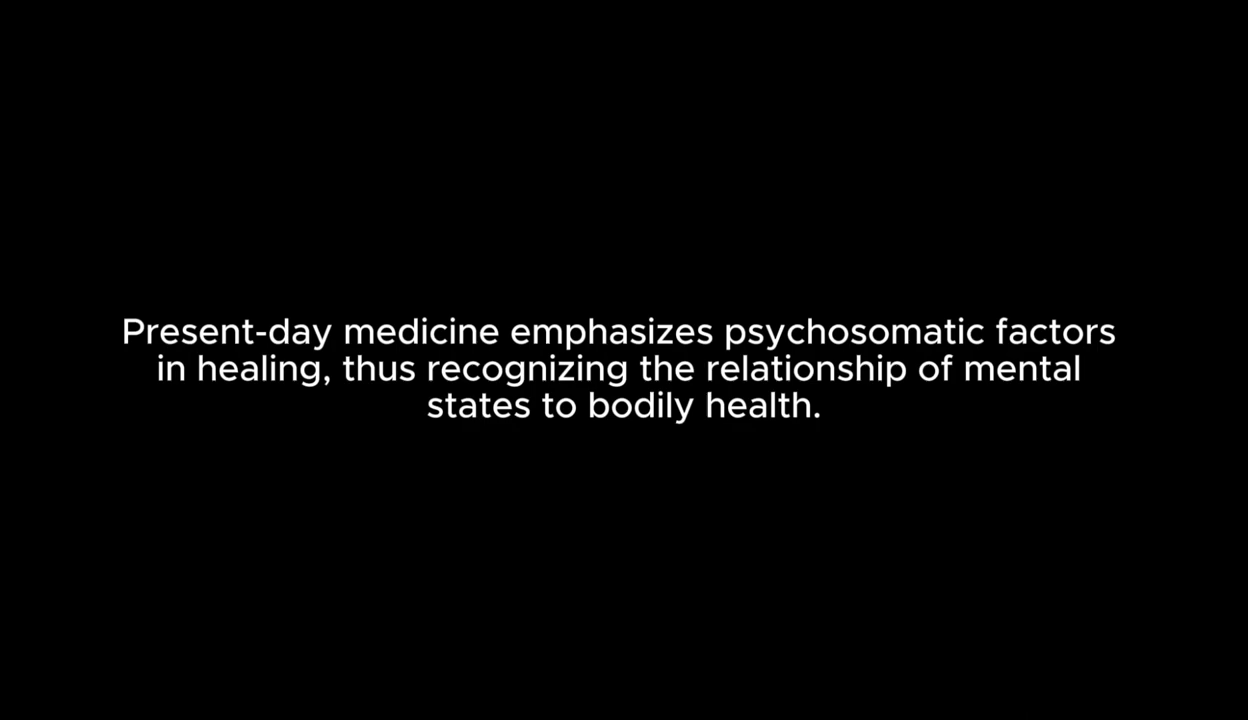 Present-day medicine emphasizes psychosomatic factors
in healing, thus recognizing the relationship of mental
states to bodily health.